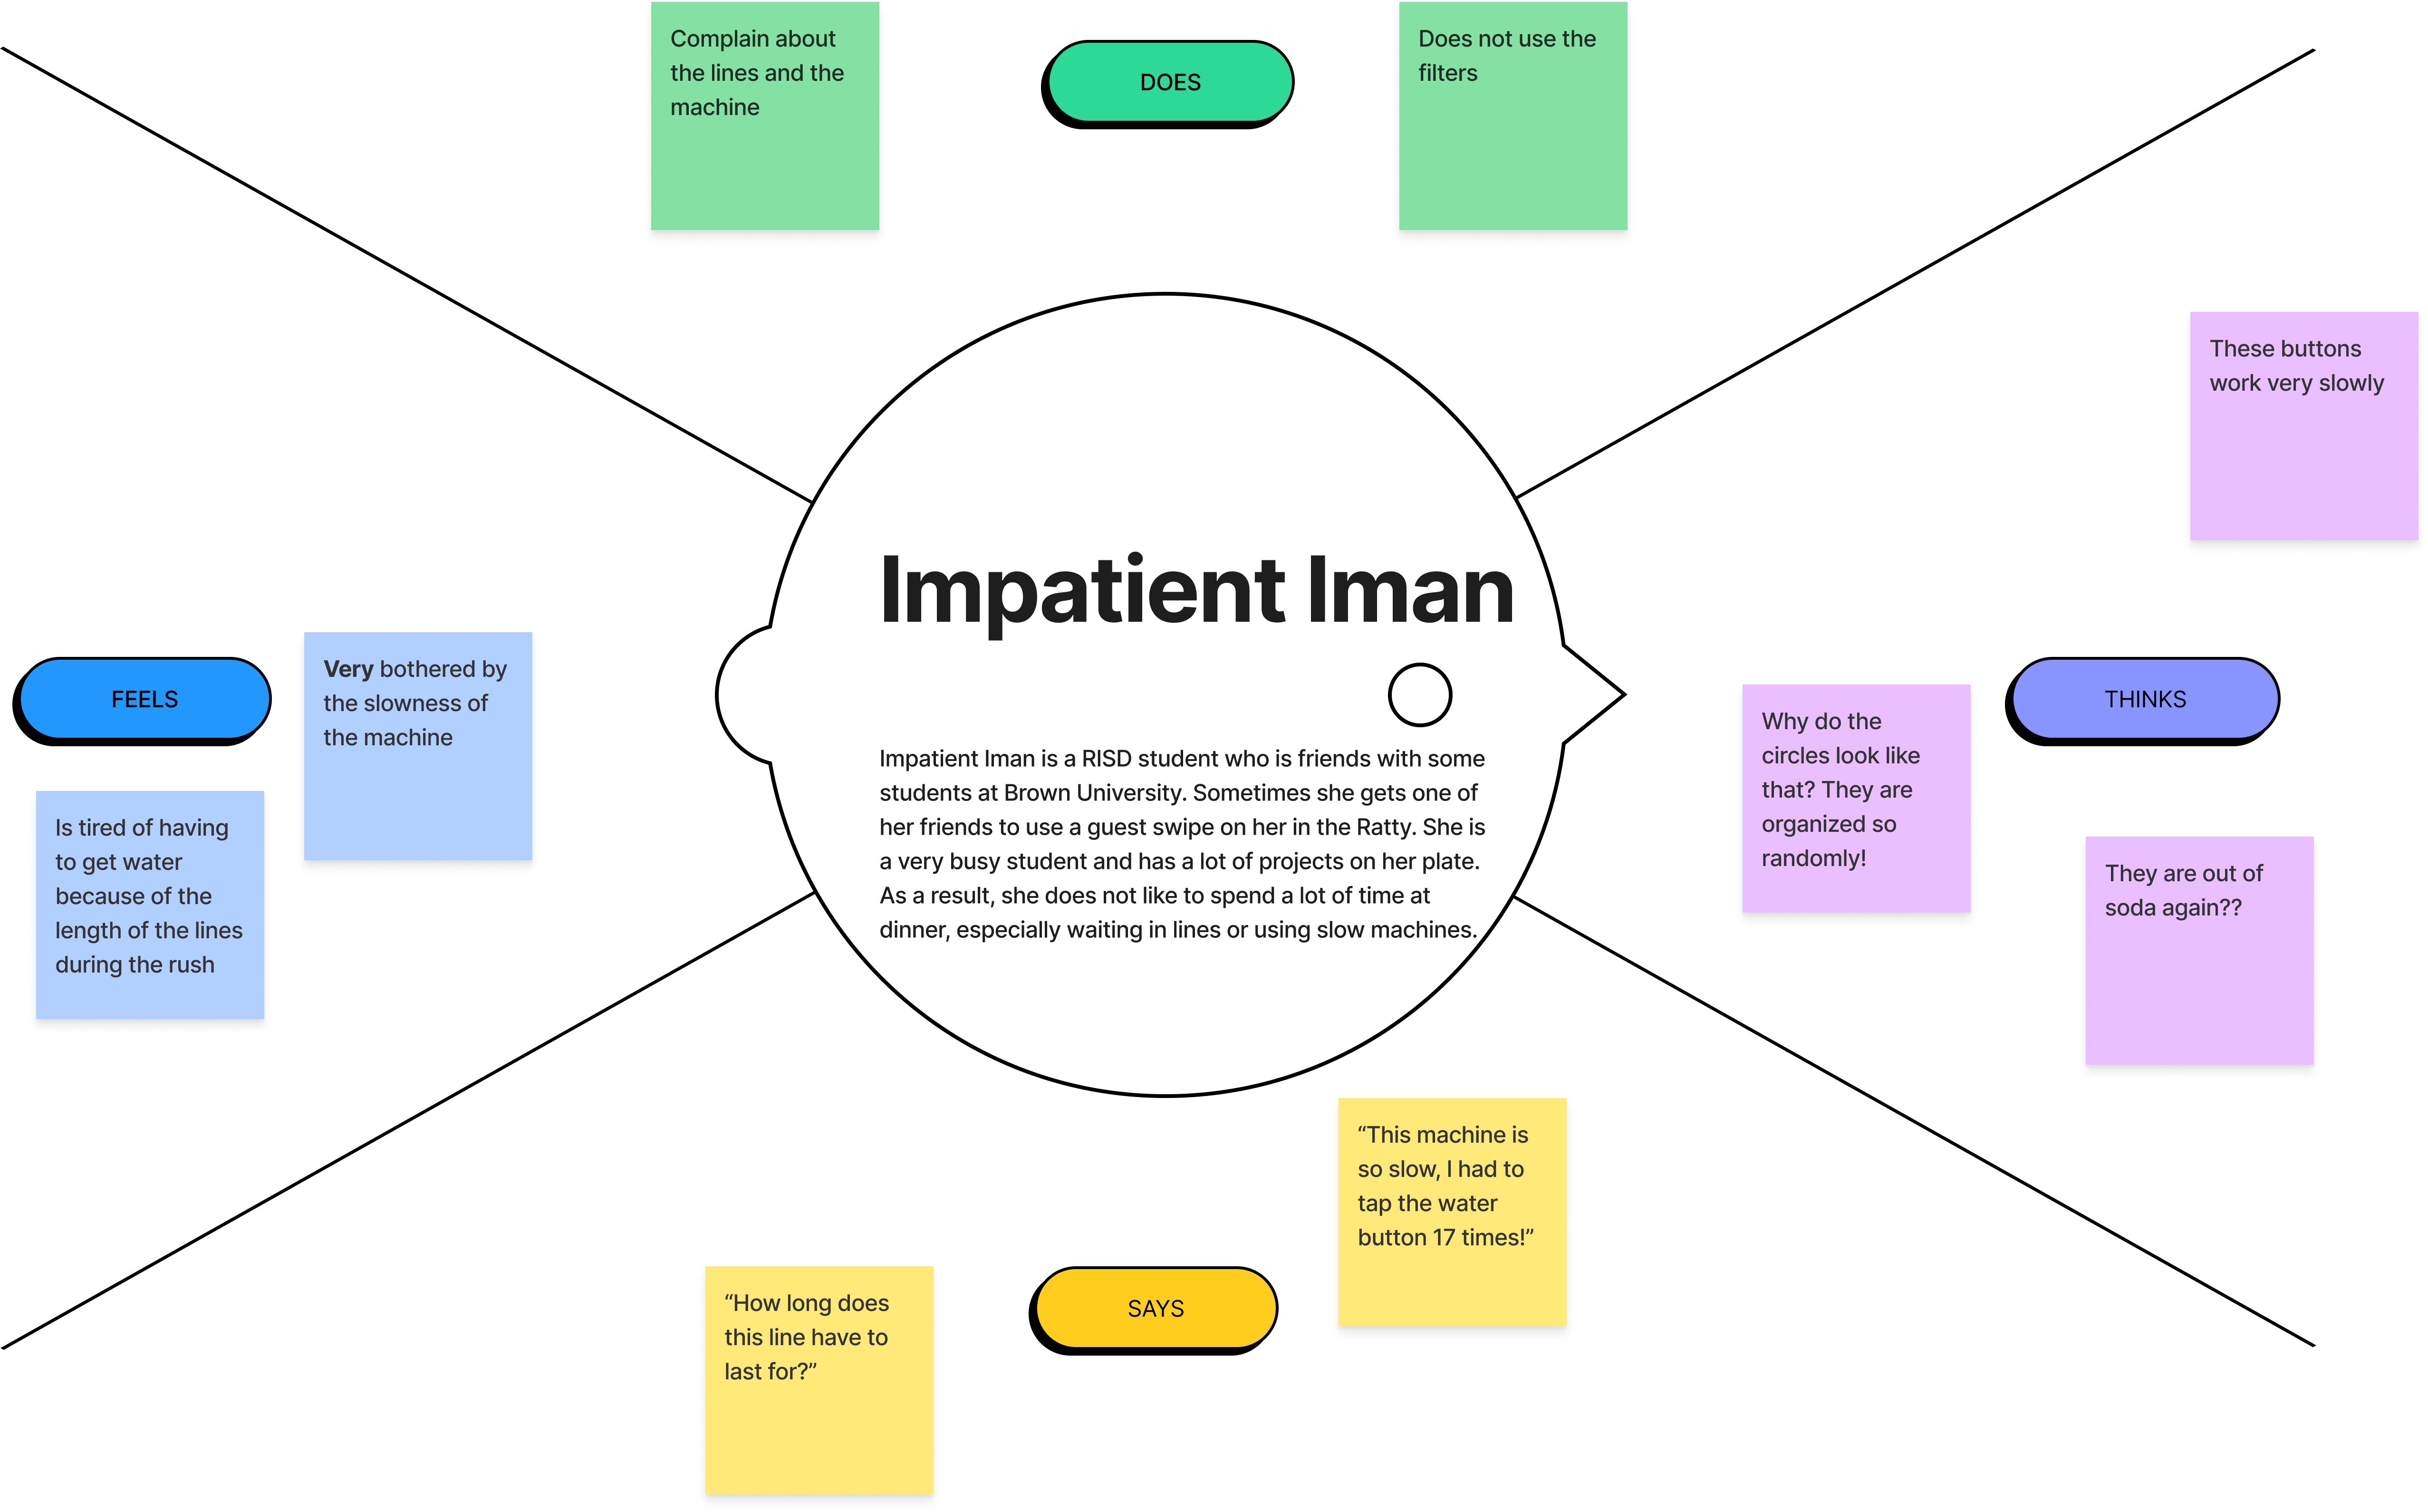 Complain about
the lines and the
machine
DOES
Does not use the
filters
These buttons
work very slowly
Impatient Iman
FEELS
Very bothered by
the slowness of
the machine
Is tired of having
to get water
because of the
length of the lines
during the rush
Impatient Iman is a RISD student who is friends with some
students at Brown University. Sometimes she gets one of
her friends to use a guest swipe on her in the Ratty. She is
a very busy student and has a lot of projects on her plate.
As a result, she does not like to spend a lot of time at
dinner, especially waiting in lines or using slow machines.
Why do the
circles look like
that? They are
organized so
randomly!
THINKS
They are out of
soda again??
“This machine is
so slow, I had to
tap the water
button 17 times!”
“How long does
this line have to
last for?”
SAYS